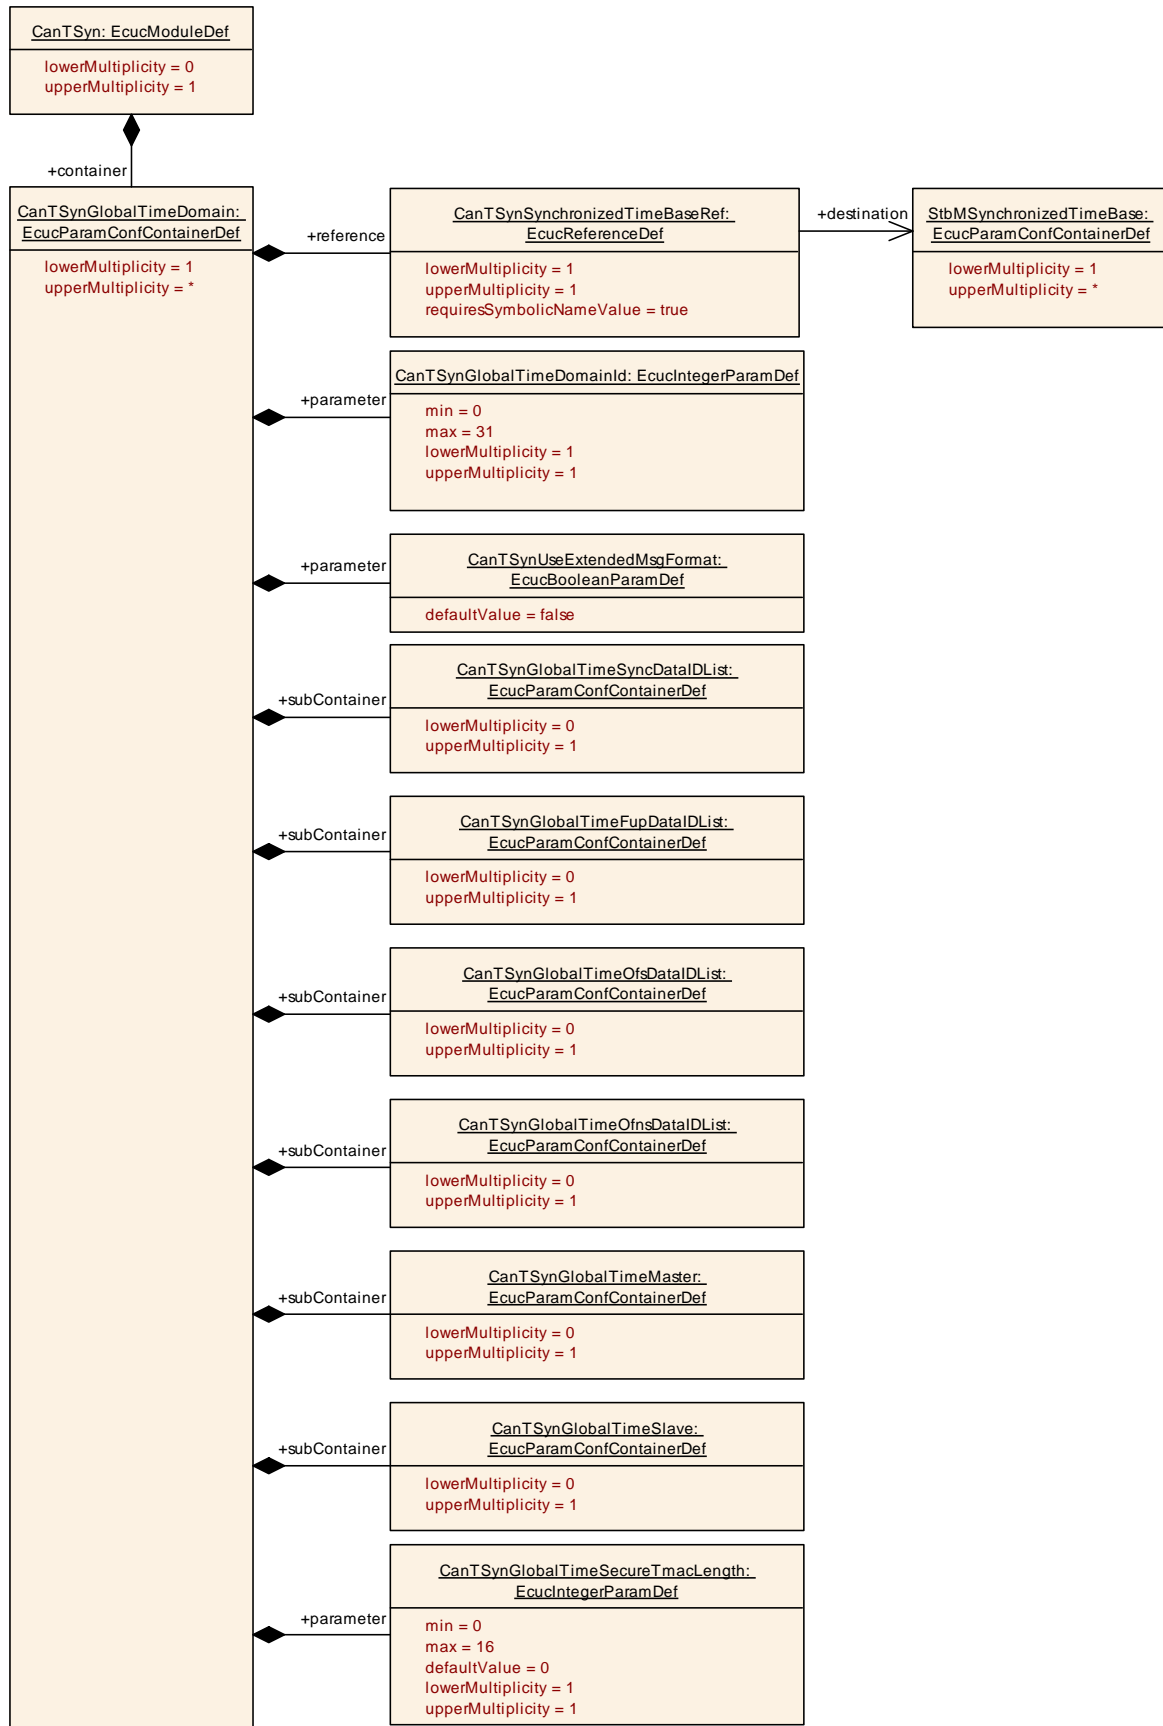 CanTSyn: EcucModuleDef
lowerMultiplicity = 0
upperMultiplicity = 1
+container
CanTSynGlobalTimeDomain:
EcucParamConfContainerDef
lowerMultiplicity = 1
upperMultiplicity = *
+reference
CanTSynSynchronizedTimeBaseRef:
EcucReferenceDef
lowerMultiplicity = 1
upperMultiplicity = 1
requiresSymbolicNameValue = true
+destination
StbMSynchronizedTimeBase:
EcucParamConfContainerDef
lowerMultiplicity = 1
upperMultiplicity = *
+parameter
CanTSynGlobalTimeDomainId: EcucIntegerParamDef
min = 0
max = 31
lowerMultiplicity = 1
upperMultiplicity = 1
+parameter
CanTSynUseExtendedMsgFormat:
EcucBooleanParamDef
defaultValue = false
+subContainer
CanTSynGlobalTimeSyncDataIDList:
EcucParamConfContainerDef
lowerMultiplicity = 0
upperMultiplicity = 1
+subContainer
CanTSynGlobalTimeFupDataIDList:
EcucParamConfContainerDef
lowerMultiplicity = 0
upperMultiplicity = 1
+subContainer
CanTSynGlobalTimeOfsDataIDList:
EcucParamConfContainerDef
lowerMultiplicity = 0
upperMultiplicity = 1
+subContainer
CanTSynGlobalTimeOfnsDataIDList:
EcucParamConfContainerDef
lowerMultiplicity = 0
upperMultiplicity = 1
+subContainer
CanTSynGlobalTimeMaster:
EcucParamConfContainerDef
lowerMultiplicity = 0
upperMultiplicity = 1
+subContainer
CanTSynGlobalTimeSlave:
EcucParamConfContainerDef
lowerMultiplicity = 0
upperMultiplicity = 1
+parameter
CanTSynGlobalTimeSecureTmacLength:
EcucIntegerParamDef
min = 0
max = 16
defaultValue = 0
lowerMultiplicity = 1
upperMultiplicity = 1